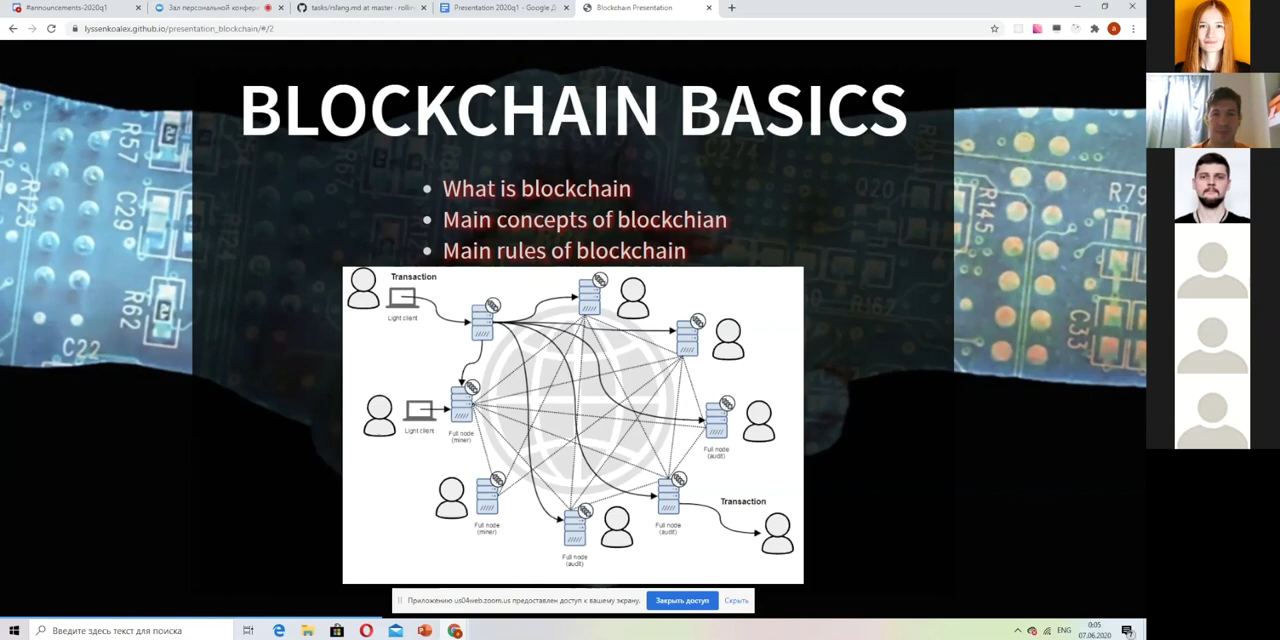 #announcements-2020q1
Зал персональной конфер
tasks/rsfang.md at master · rollin
Presentation 2020q1 - Google Д
Blockchain Presentation
lyssenkoalex.github.io/presentation_blockchain/#/2
BLOCKCHAIN BASICS
What is blockchain
Main concepts of blockchian
Main rules of blockchain
Transaction
Light client
Light client
Full node
(miner)
Full node
(audit)
Full node
(miner)
Full node
(audit)
Full node
(audit)
Transaction
R57
C29
R62
C22
R123
C274
Q20
R145
R79
C33
Приложению us04web.zoom.us предоставлен доступ к вашему экрану.
Закрыть доступ
Скрыть
Введите здесь текст для поиска
ENG
0:05
07.06.2020